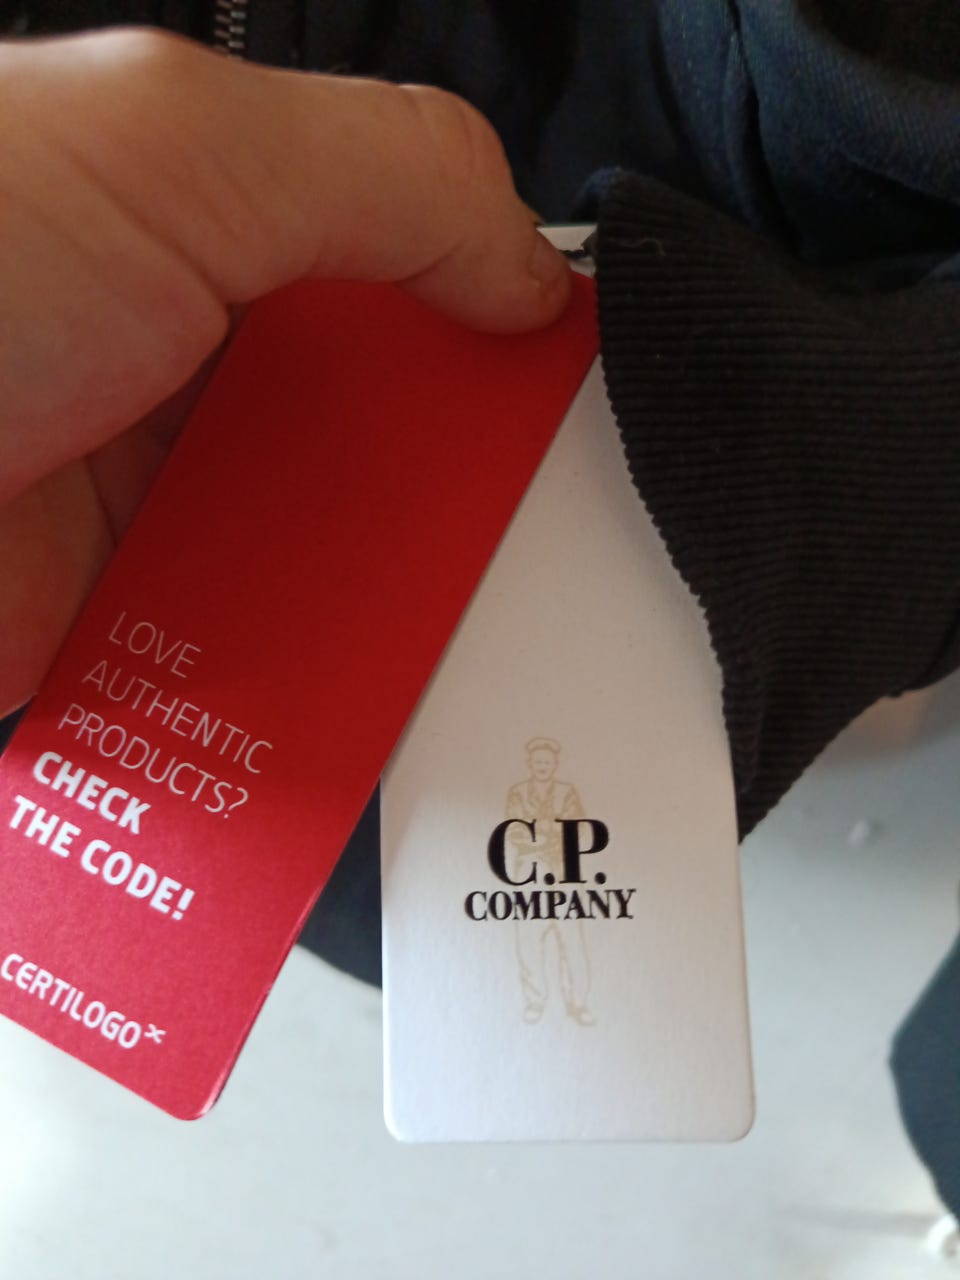 LOVE
AUTHENTIC
PRODUCTS?
CHECK
THE CODE!
CERTILOGO
C.P.
COMPANY